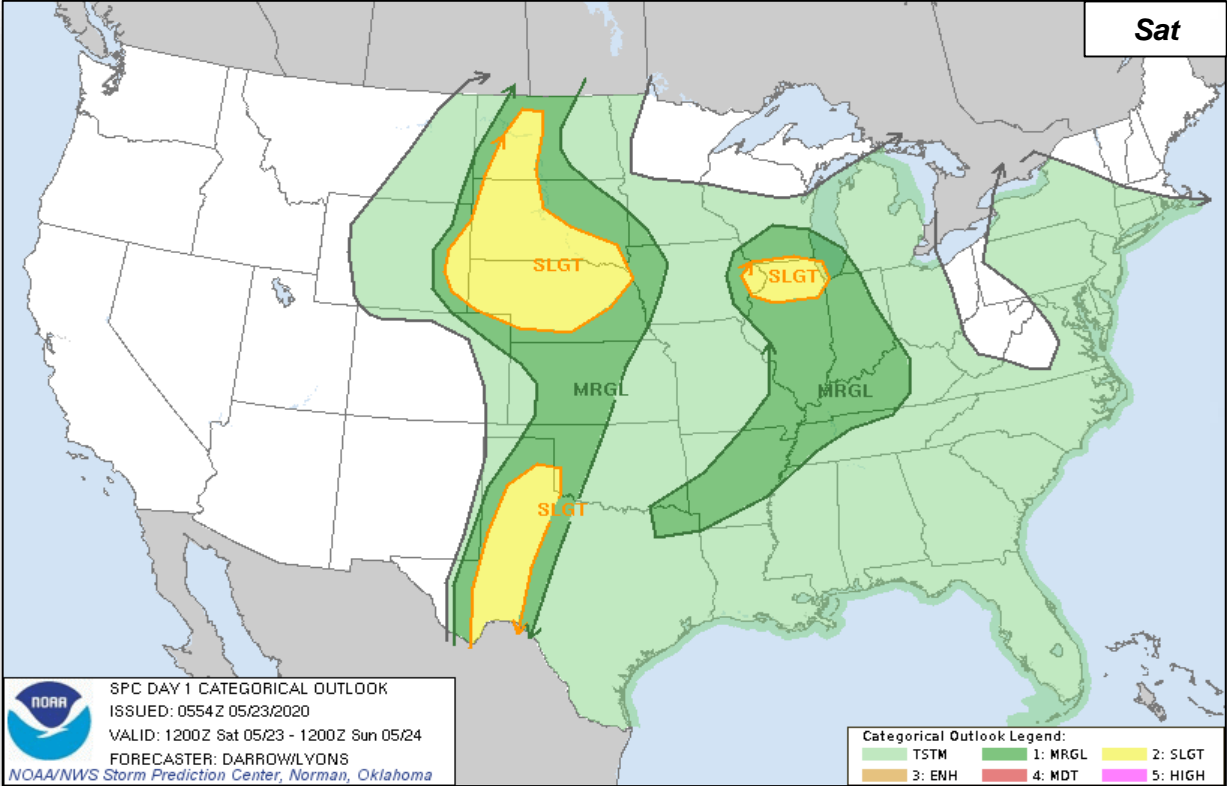 Sat
SLGT
SLGT
MRGL
MRGL
SLGT
NOAA
SPC DAY 1 CATEGORICAL OUTLOOK
ISSUED: 0554Z 05/23/2020
VALID: 1200Z Sat 05/23 - 1200Z Sun 05/24
FORECASTER: DARROW/LYONS
NOAA/NWS Storm Prediction Center, Norman, Oklahoma
Categorical Outlook Legend:
TSTM 1: MRGL 2: SLGT
3: ENH 4: MDT 5: HIGH